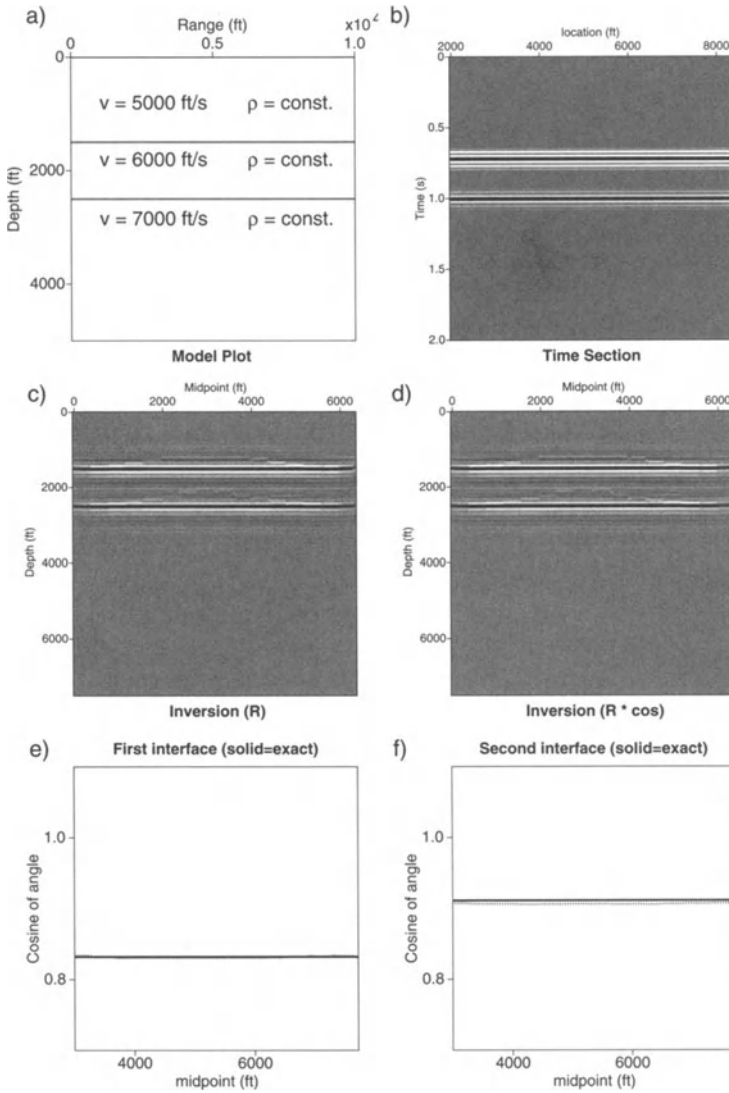 a)
Range (ft)
x10
0 0.5 1.0
0
v = 5000 ft/s ρ = const.
v = 6000 ft/s ρ = const.
2000
v = 7000 ft/s ρ = const.
4000
Depth (ft)
Model Plot
b)
location (ft)
2000 4000 6000 8000
0
0.5
1.0
1.5
2.0
Time (s)
Time Section
c)
Midpoint (ft)
0 2000 4000 6000
0
2000
4000
6000
Depth (ft)
Inversion (R)
d)
Midpoint (ft)
0 2000 4000 6000
0
2000
4000
6000
Depth (ft)
Inversion (R * cos)
e)
First interface (solid=exact)
1.0
0.8
Cosine of angle
4000 6000
midpoint (ft)
f)
Second interface (solid=exact)
1.0
0.8
Cosine of angle
4000 6000
midpoint (ft)